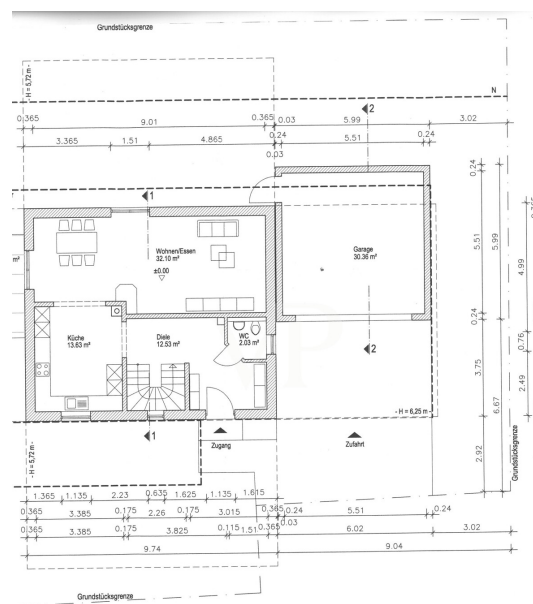 Grundstücksgrenze
- H = 5,72 m -
N
2
0.365
9.01
0.365
0.03
5.99
3.02
0.24
0.24
3.365
1.51
4.865
5.51
0.03
1
0.24
Wohnen/Essen
32.10 m²
±0.00
Garage
30.36 m²
m²
5.51
5.99
4.99
0.24
Küche
13.63 m²
Diele
12.53 m²
WC
2.03 m²
2
0.76
3.75
2.49
6.67
- H = 6,25 m -
1
Zugang
Zufahrt
- H = 5,72 m -
2.92
Grundstücksgrenze
1.365
1.135
2.23
0.635
1.625
1.135
1.615
0.365
3.385
0.175
2.26
0.175
3.015
0.365
0.24
5.51
0.24
0.03
0.365
3.385
0.175
3.825
0.115
1.51
0.365
6.02
3.02
9.74
9.04
Grundstücksgrenze